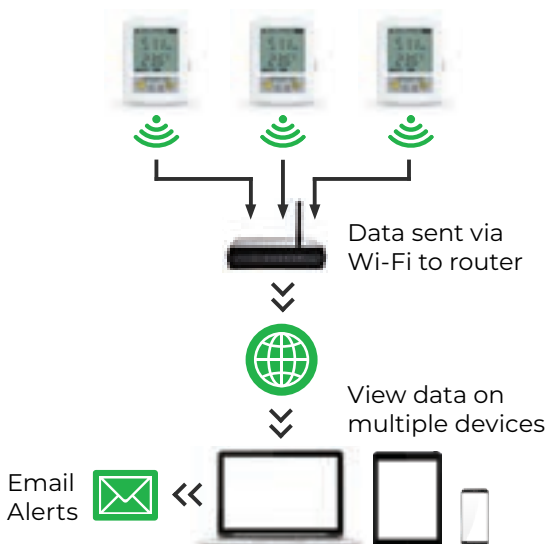 Data sent via
Wi-Fi to router
View data on
multiple devices
Email
Alerts